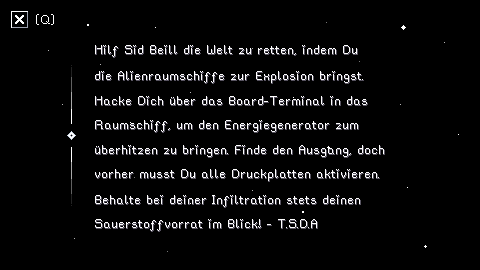 (Q)
Hilf Sid Beill die Welt zu retten, indem Du
die Alienraumschiffe zur Explosion bringst.
Hacke Dich über das Board-Terminal in das
Raumschiff, um den Energiegenerator zum
überhitzen zu bringen. Finde den Ausgang, doch
vorher musst Du alle Druckplatten aktivieren.
Behalte bei deiner Infiltration stets deinen
Sauerstoffvorrat im Blick! - T.S.D.A